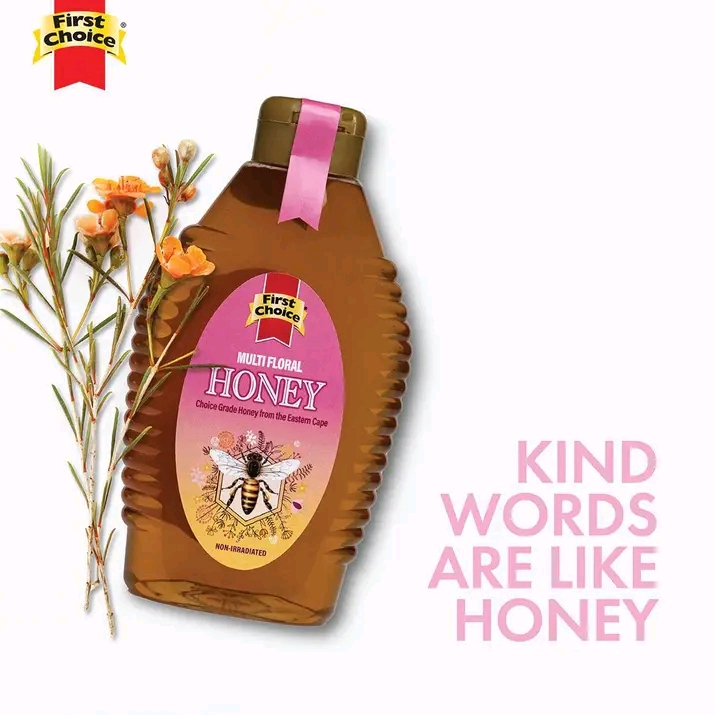 First
Choice®
First
Choice
MULTI FLORAL
HONEY
Choice Grade Honey from the Eastern Cape
NON-IRRADIATED
KIND
WORDS
ARE LIKE
HONEY